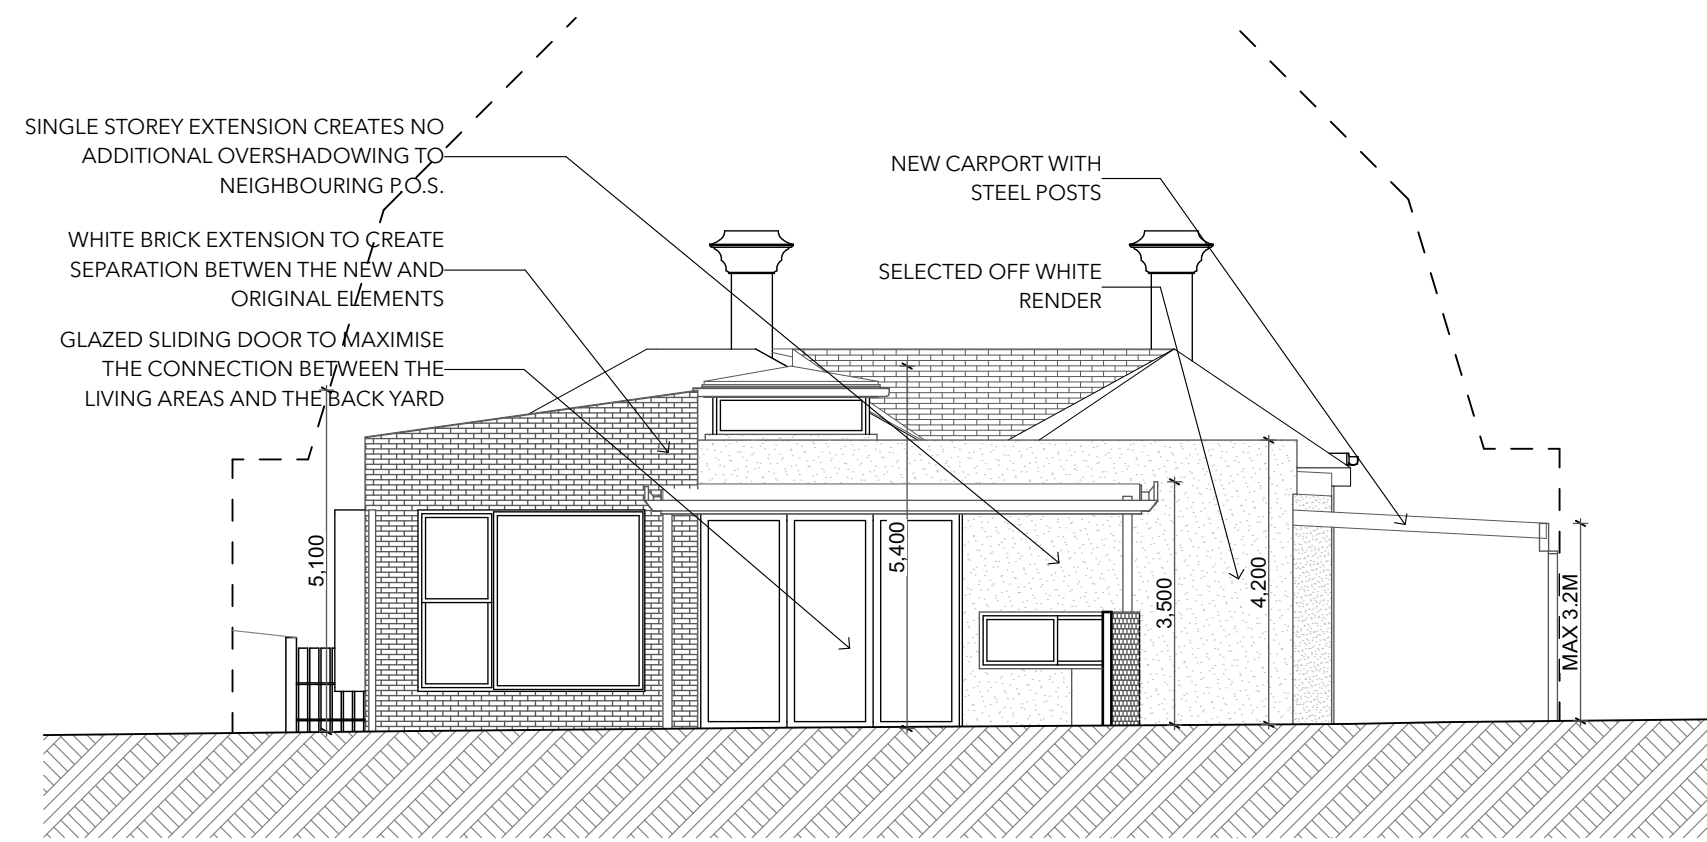 SINGLE STOREY EXTENSION CREATES NO
ADDITIONAL OVERSHADOWING TO
NEIGHBOURING P.O.S.
WHITE BRICK EXTENSION TO CREATE
SEPARATION BETWEN THE NEW AND
ORIGINAL ELEMENTS
GLAZED SLIDING DOOR TO MAXIMISE
THE CONNECTION BETWEEN THE
LIVING AREAS AND THE BACK YARD
NEW CARPORT WITH
STEEL POSTS
SELECTED OFF WHITE
RENDER
5,100
5,400
3,500
4,200
MAX 3.2M